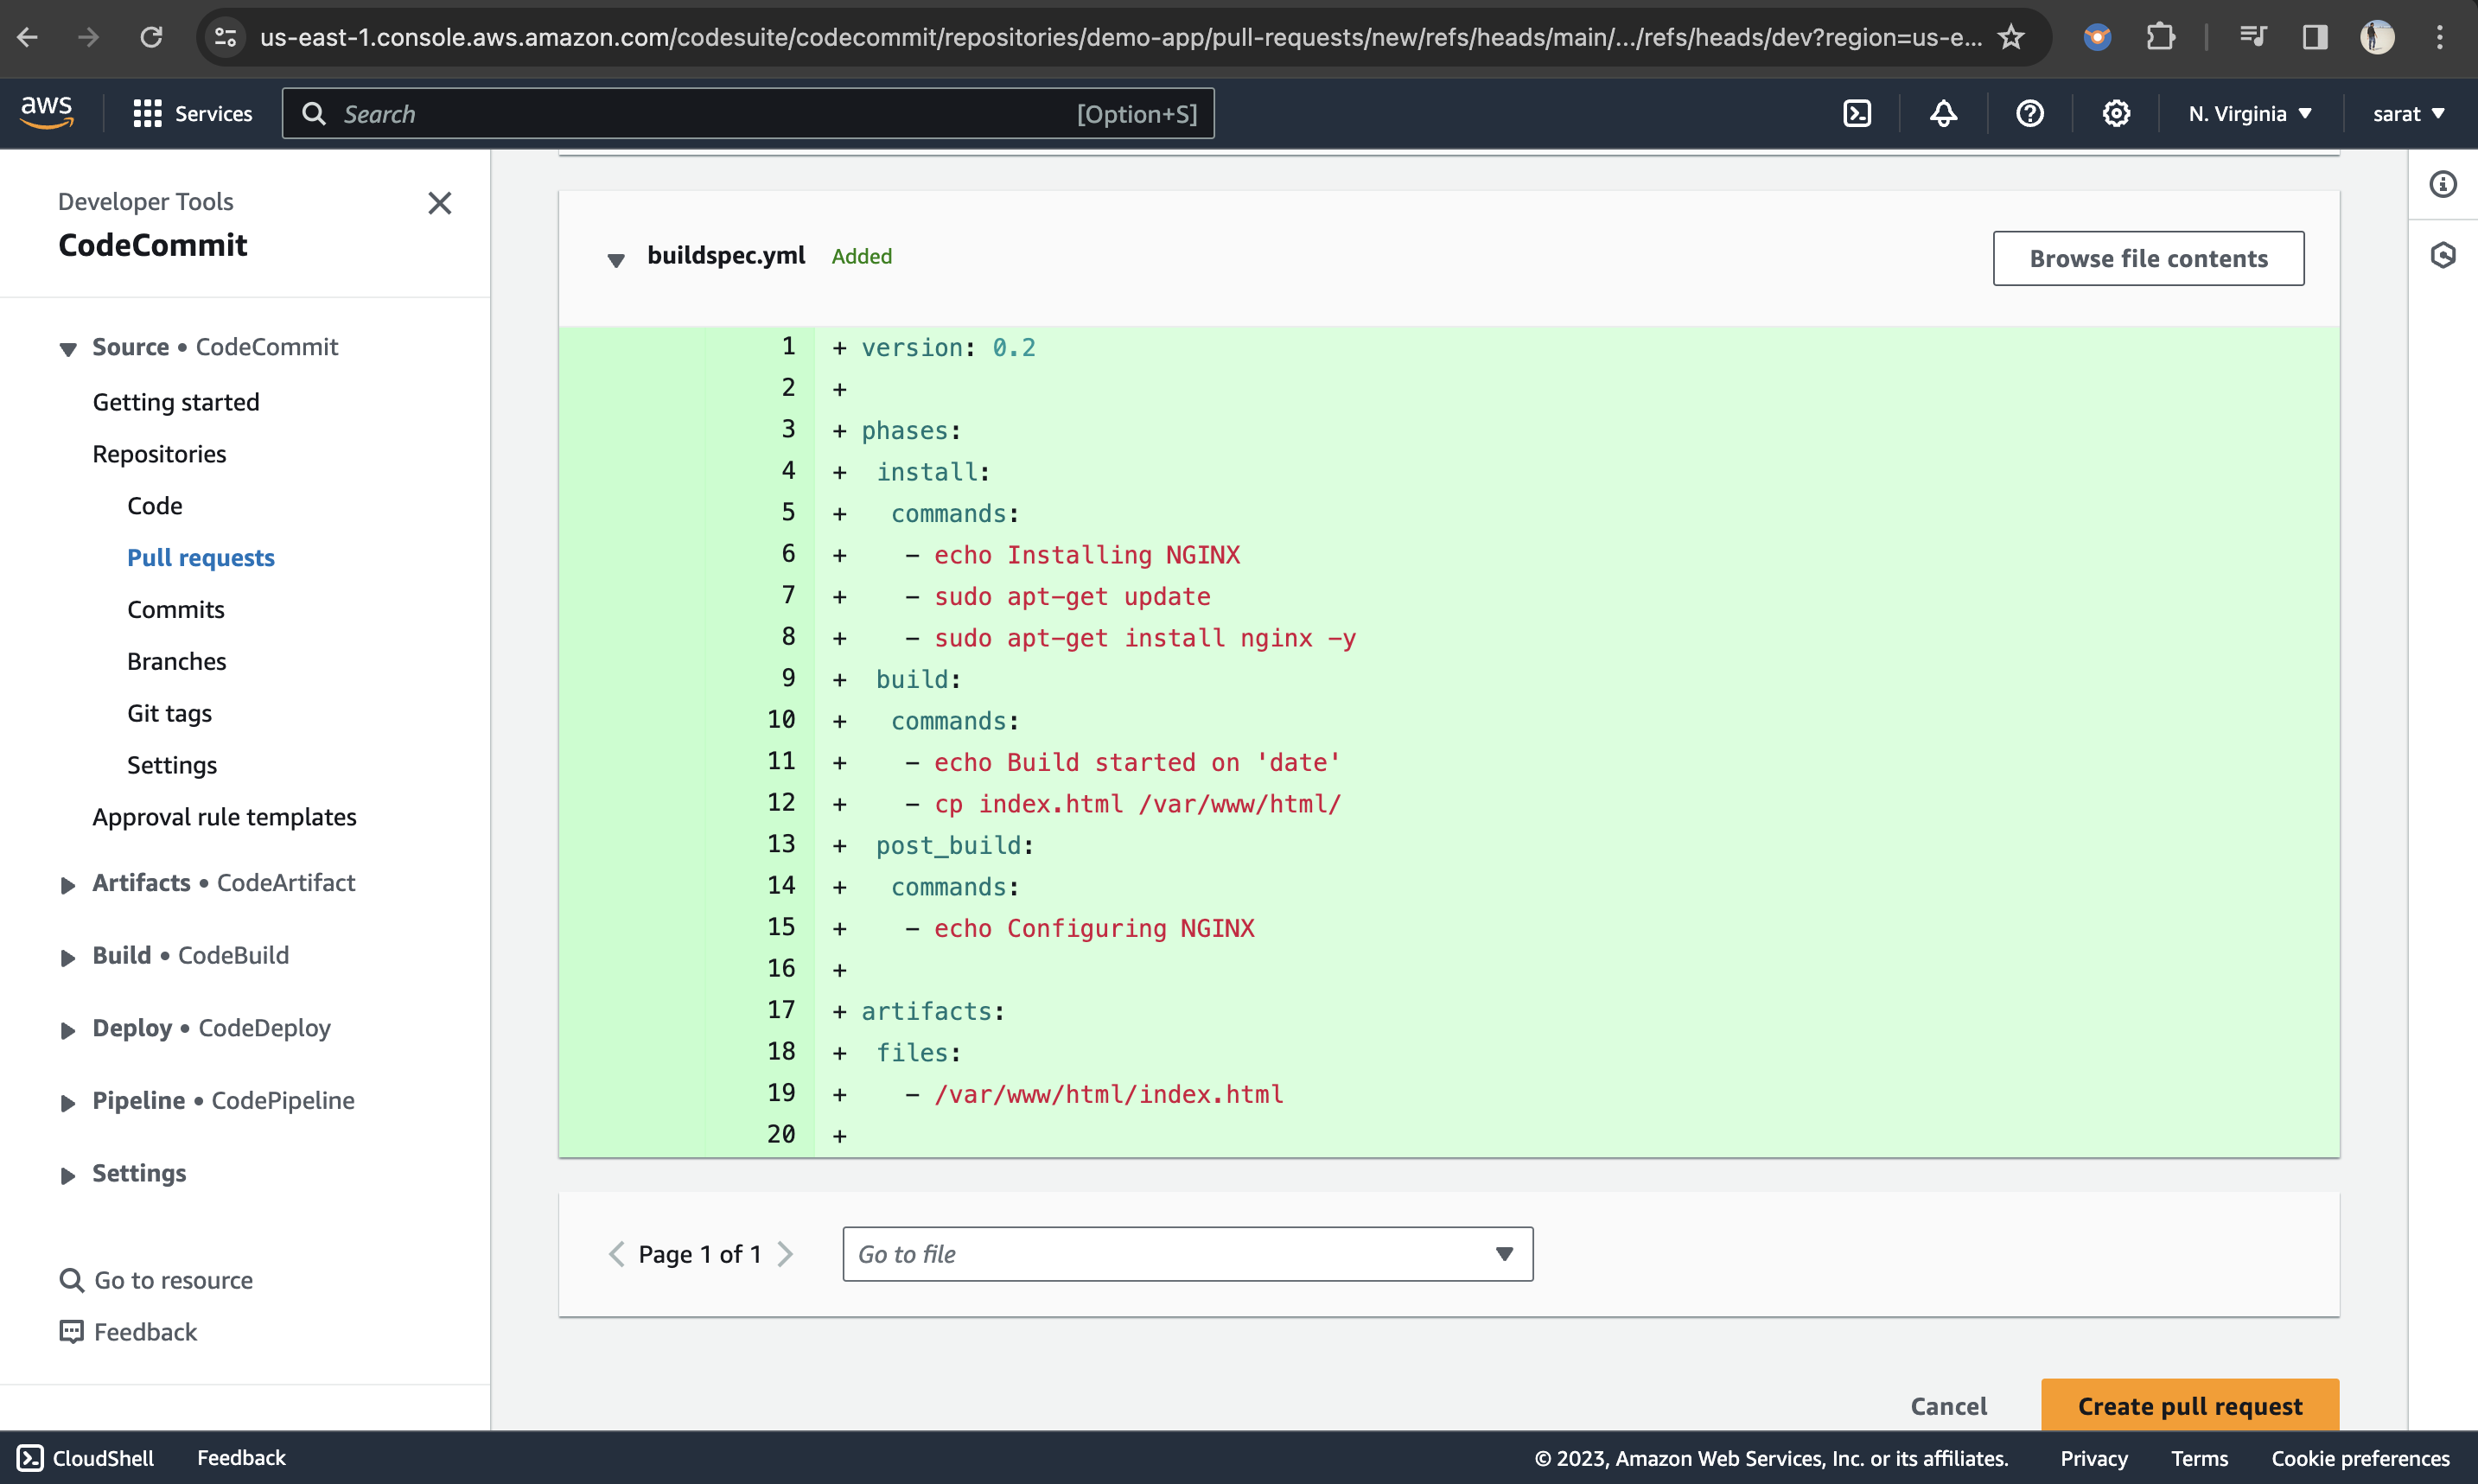 us-east-1.console.aws.amazon.com/codesuite/codecommit/repositories/demo-app/pull-requests/new/refs/heads/main/.../refs/heads/dev?region=us-e...
aws
Services
Search
[Option+S]
N. Virginia
sarat
Developer Tools
CodeCommit
Source • CodeCommit
Getting started
Repositories
Code
Pull requests
Commits
Branches
Git tags
Settings
Approval rule templates
Artifacts • CodeArtifact
Build • CodeBuild
Deploy • CodeDeploy
Pipeline • CodePipeline
Settings
Go to resource
Feedback
buildspec.yml Added
Browse file contents
1 + version: 0.2
2 +
3 + phases:
4 +  install:
5 +   commands:
6 +    - echo Installing NGINX
7 +    - sudo apt-get update
8 +    - sudo apt-get install nginx -y
9 +  build:
10 +   commands:
11 +    - echo Build started on 'date'
12 +    - cp index.html /var/www/html/
13 +  post_build:
14 +   commands:
15 +    - echo Configuring NGINX
16 +
17 + artifacts:
18 +  files:
19 +    - /var/www/html/index.html
20 +
Page 1 of 1
Go to file
Cancel
Create pull request
CloudShell
Feedback
© 2023, Amazon Web Services, Inc. or its affiliates.
Privacy
Terms
Cookie preferences